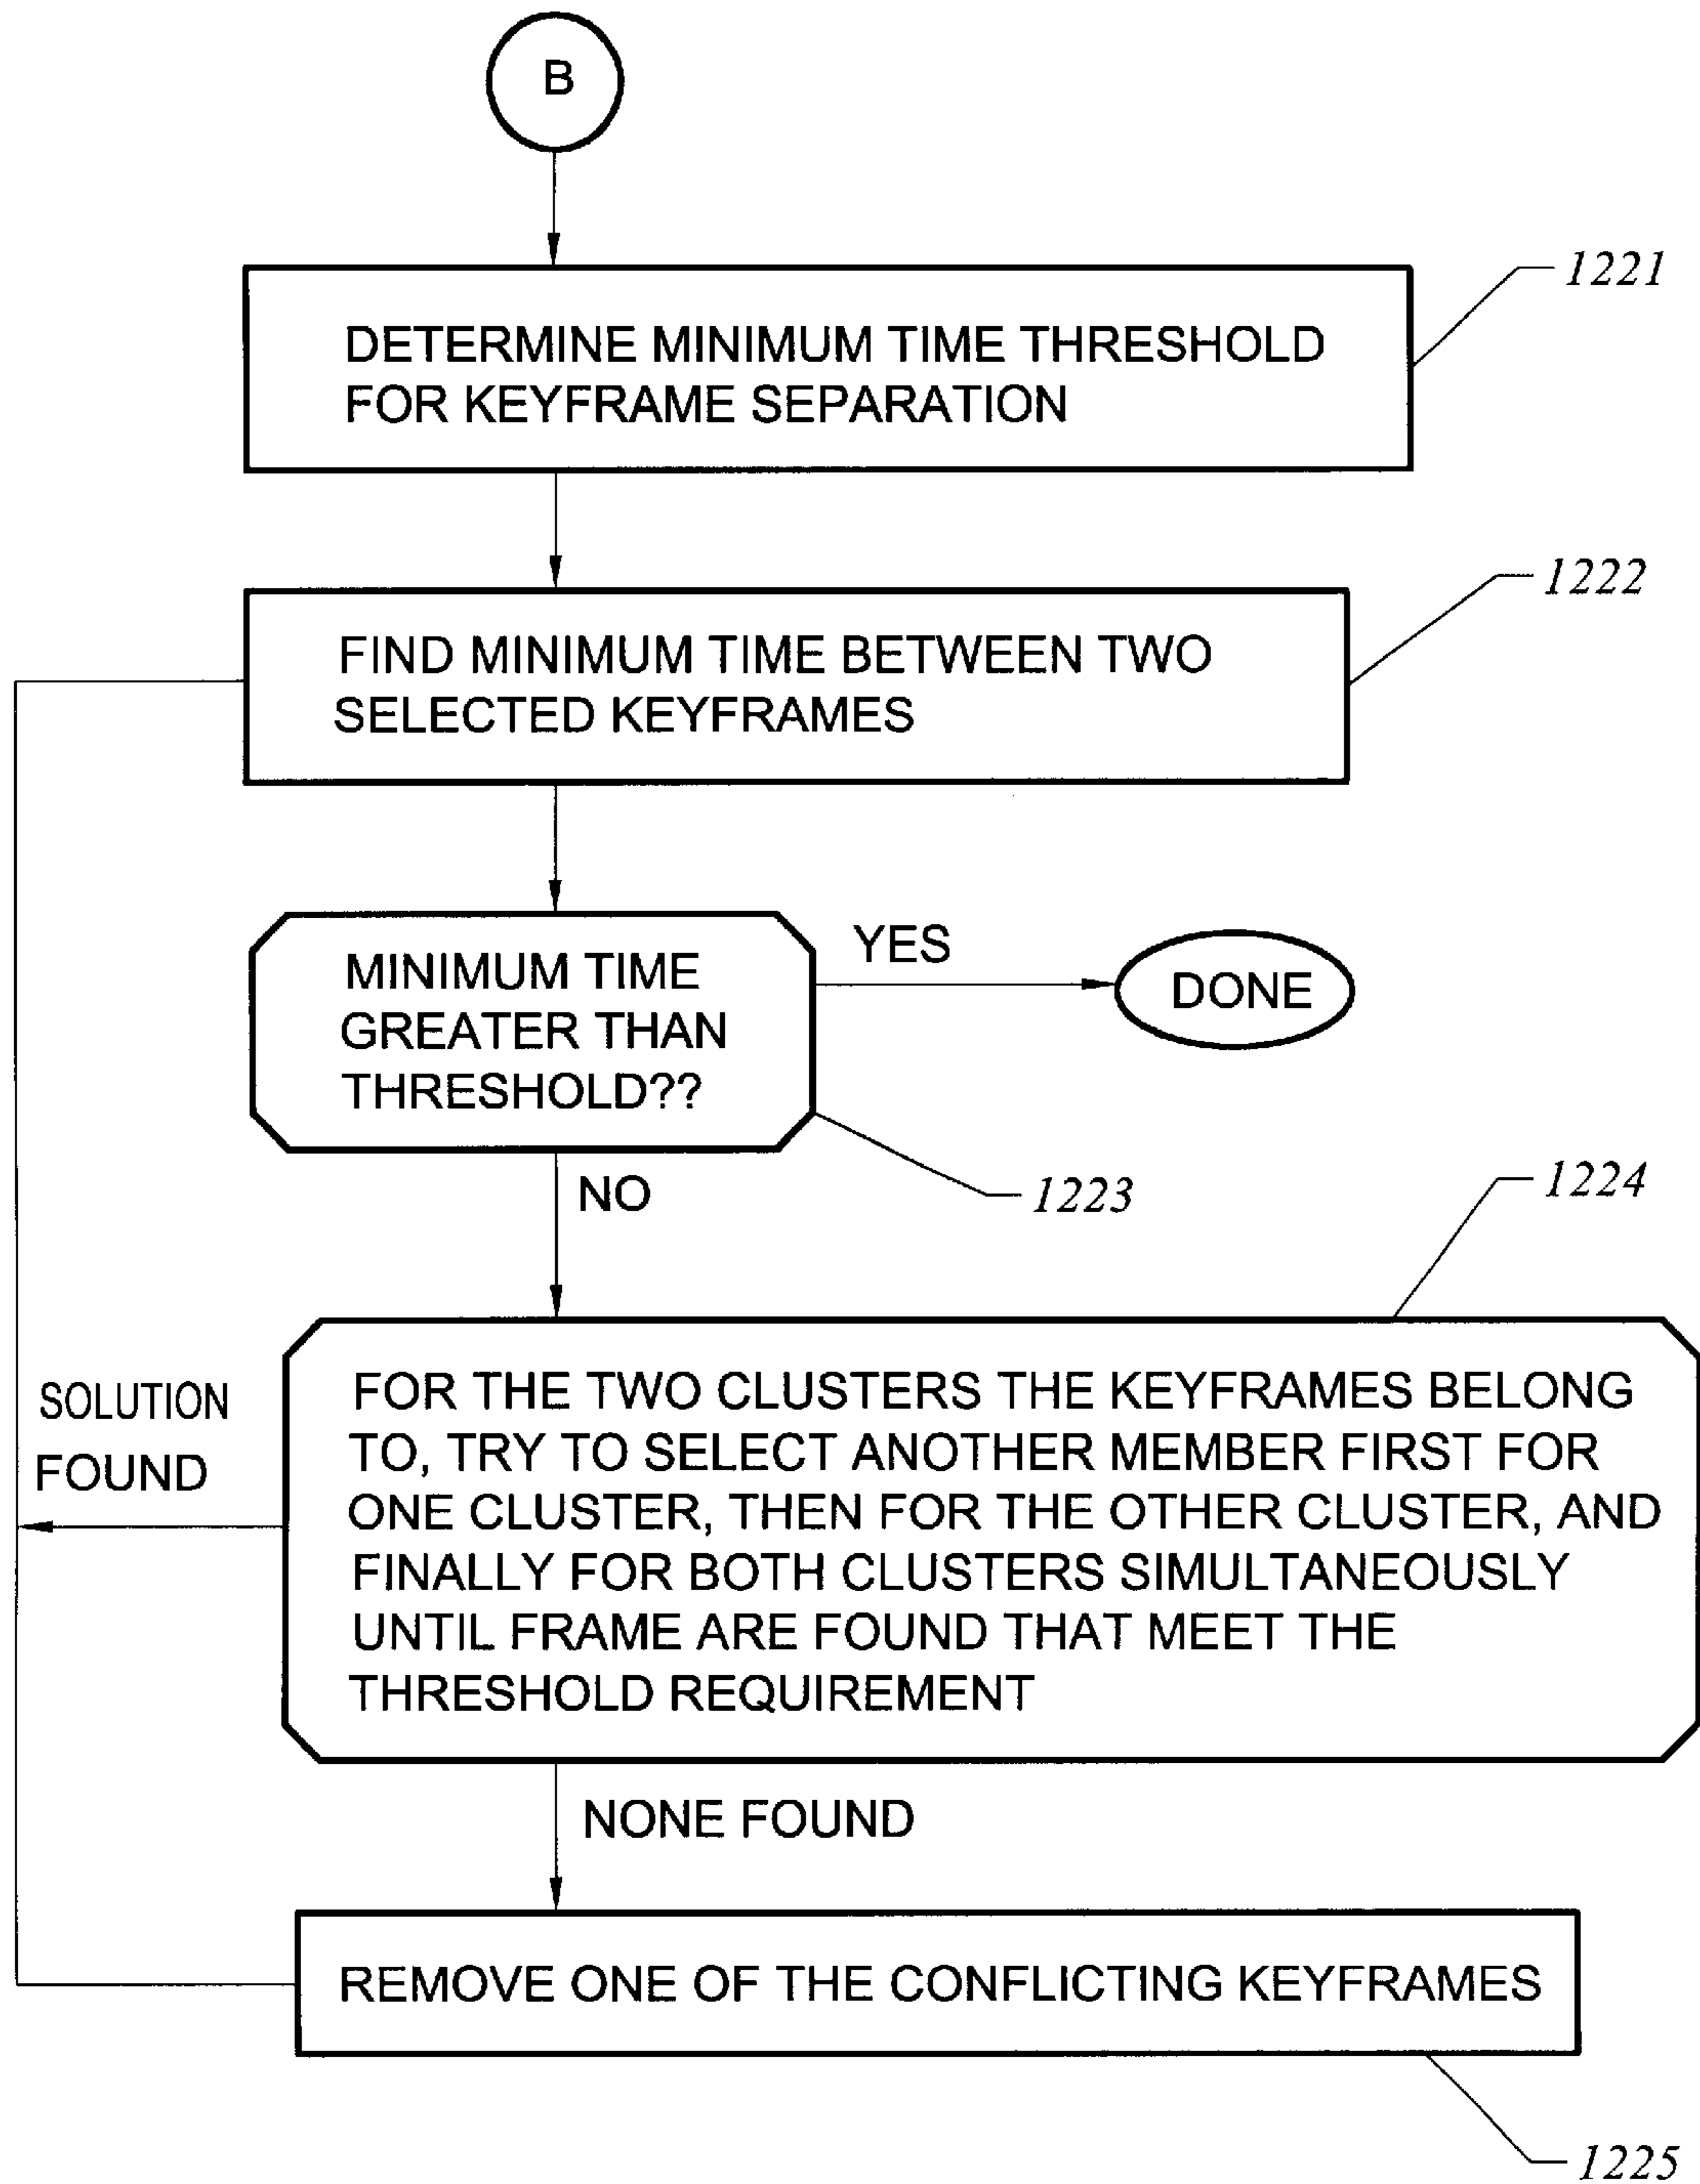 B
1221
DETERMINE MINIMUM TIME THRESHOLD
FOR KEYFRAME SEPARATION
1222
FIND MINIMUM TIME BETWEEN TWO
SELECTED KEYFRAMES
MINIMUM TIME
GREATER THAN
THRESHOLD??
YES
DONE
1223
NO
1224
SOLUTION
FOUND
FOR THE TWO CLUSTERS THE KEYFRAMES BELONG
TO, TRY TO SELECT ANOTHER MEMBER FIRST FOR
ONE CLUSTER, THEN FOR THE OTHER CLUSTER, AND
FINALLY FOR BOTH CLUSTERS SIMULTANEOUSLY
UNTIL FRAME ARE FOUND THAT MEET THE
THRESHOLD REQUIREMENT
NONE FOUND
REMOVE ONE OF THE CONFLICTING KEYFRAMES
1225